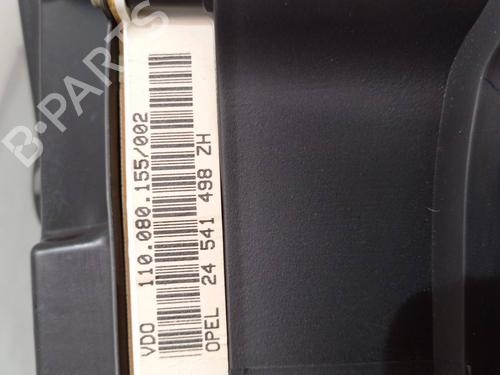 VDO 110.080.155/002
OPEL 24 541 498 ZH
B-PARTS